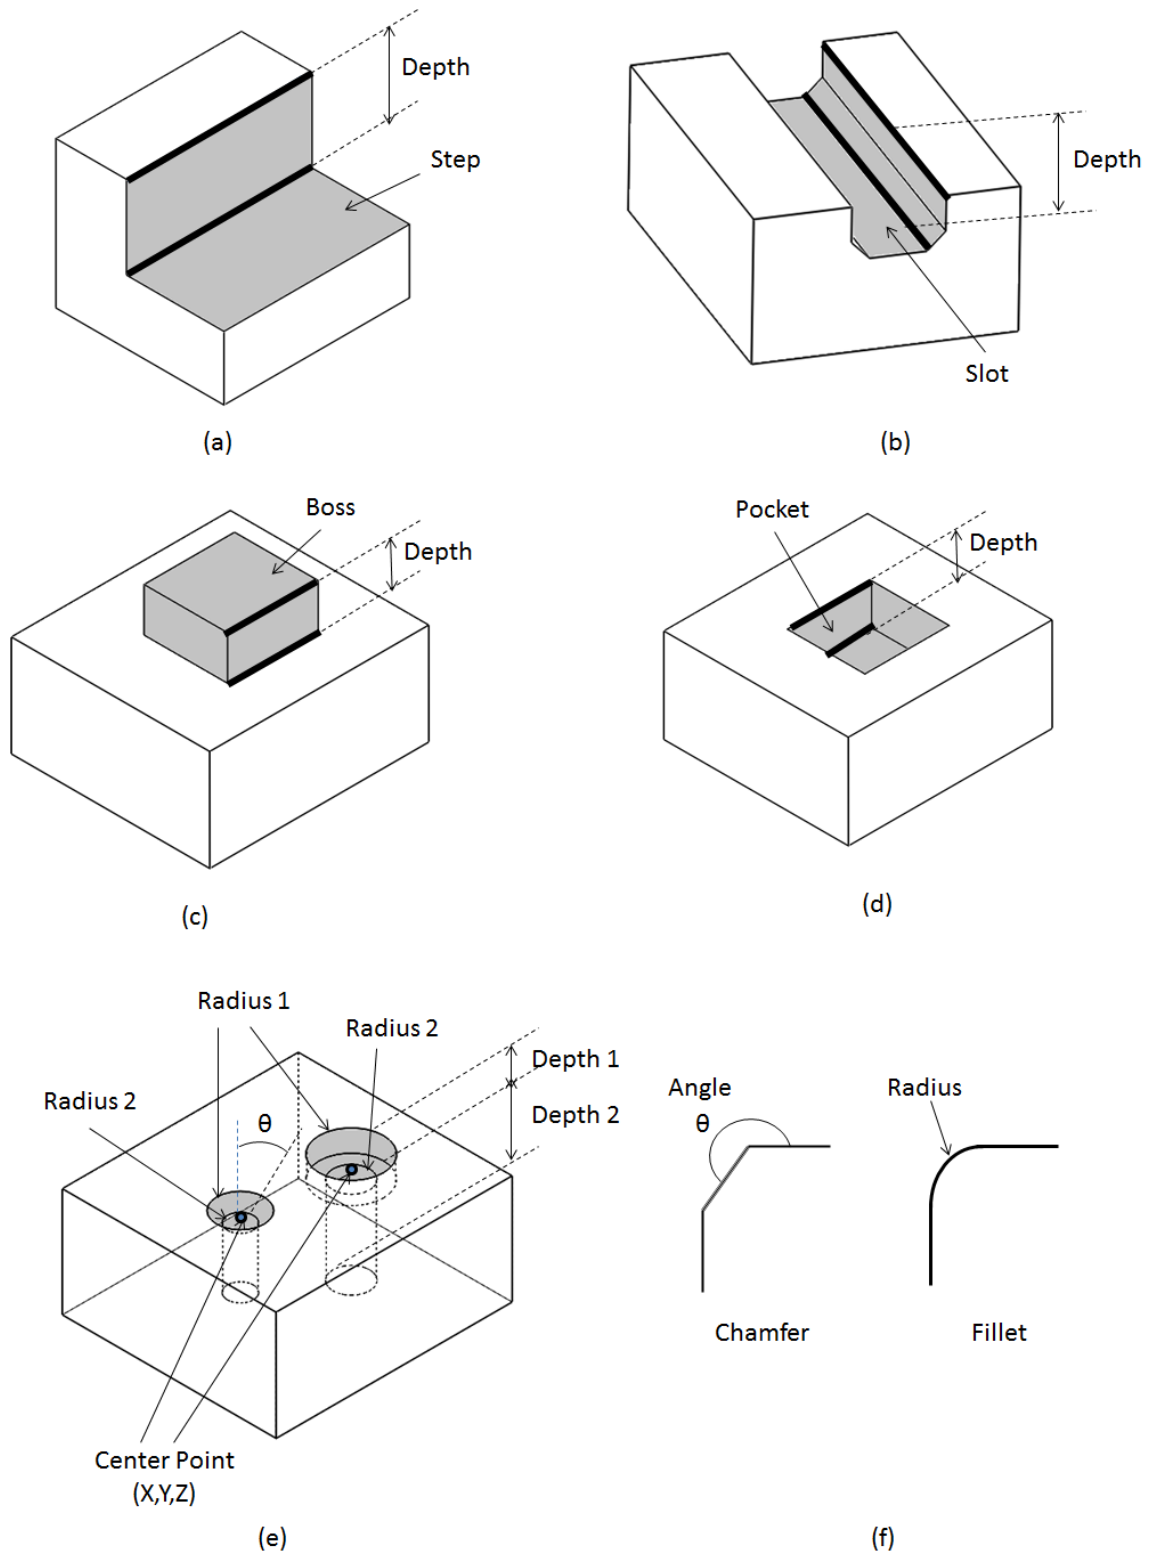 Depth
Step
(a)
Depth
Slot
(b)
Boss
Depth
(c)
Pocket
Depth
(d)
Radius 1
Radius 2
Depth 1
Radius 2
θ
Depth 2
Center Point
(X,Y,Z)
(e)
Angle
θ
Radius
Chamfer
Fillet
(f)